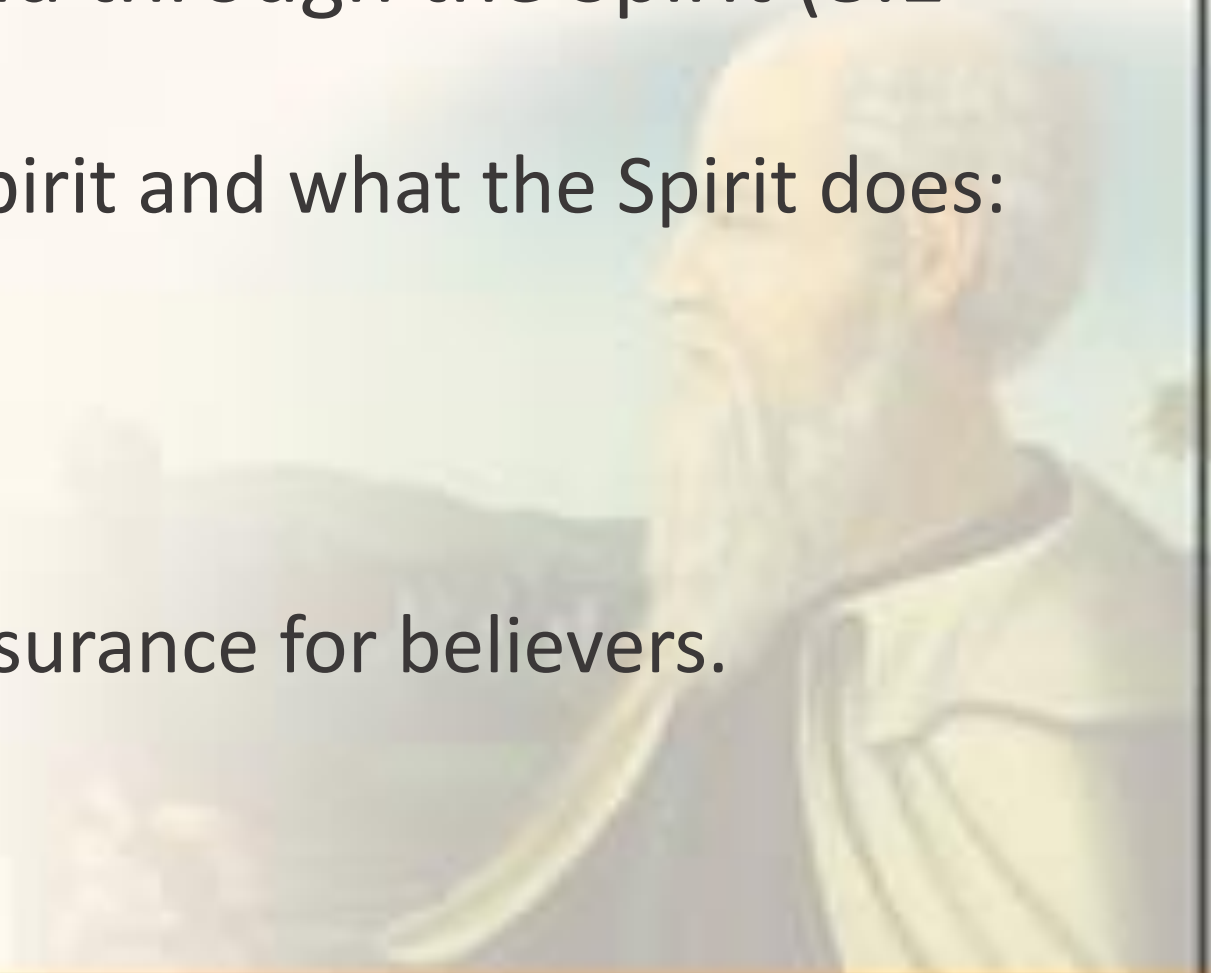 through the Spirit (
pirit and what the Spirit does:
surance for believers.